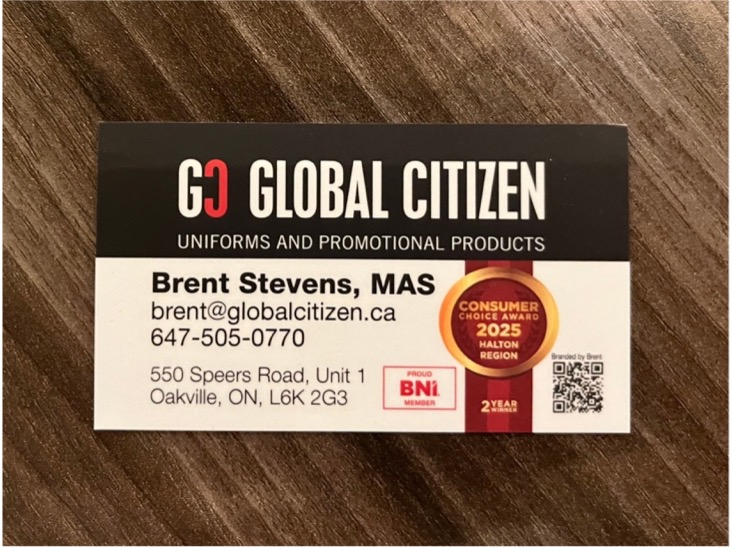 GC GLOBAL CITIZEN
UNIFORMS AND PROMOTIONAL PRODUCTS
Brent Stevens, MAS
brent@globalcitizen.ca
647-505-0770
550 Speers Road, Unit 1
Oakville, ON, L6K 2G3
PROUD
BNI
MEMBER
CONSUMER
CHOICE AWARD
2025
HALTON
REGION
2 YEAR
WINNER
Branded by Brent